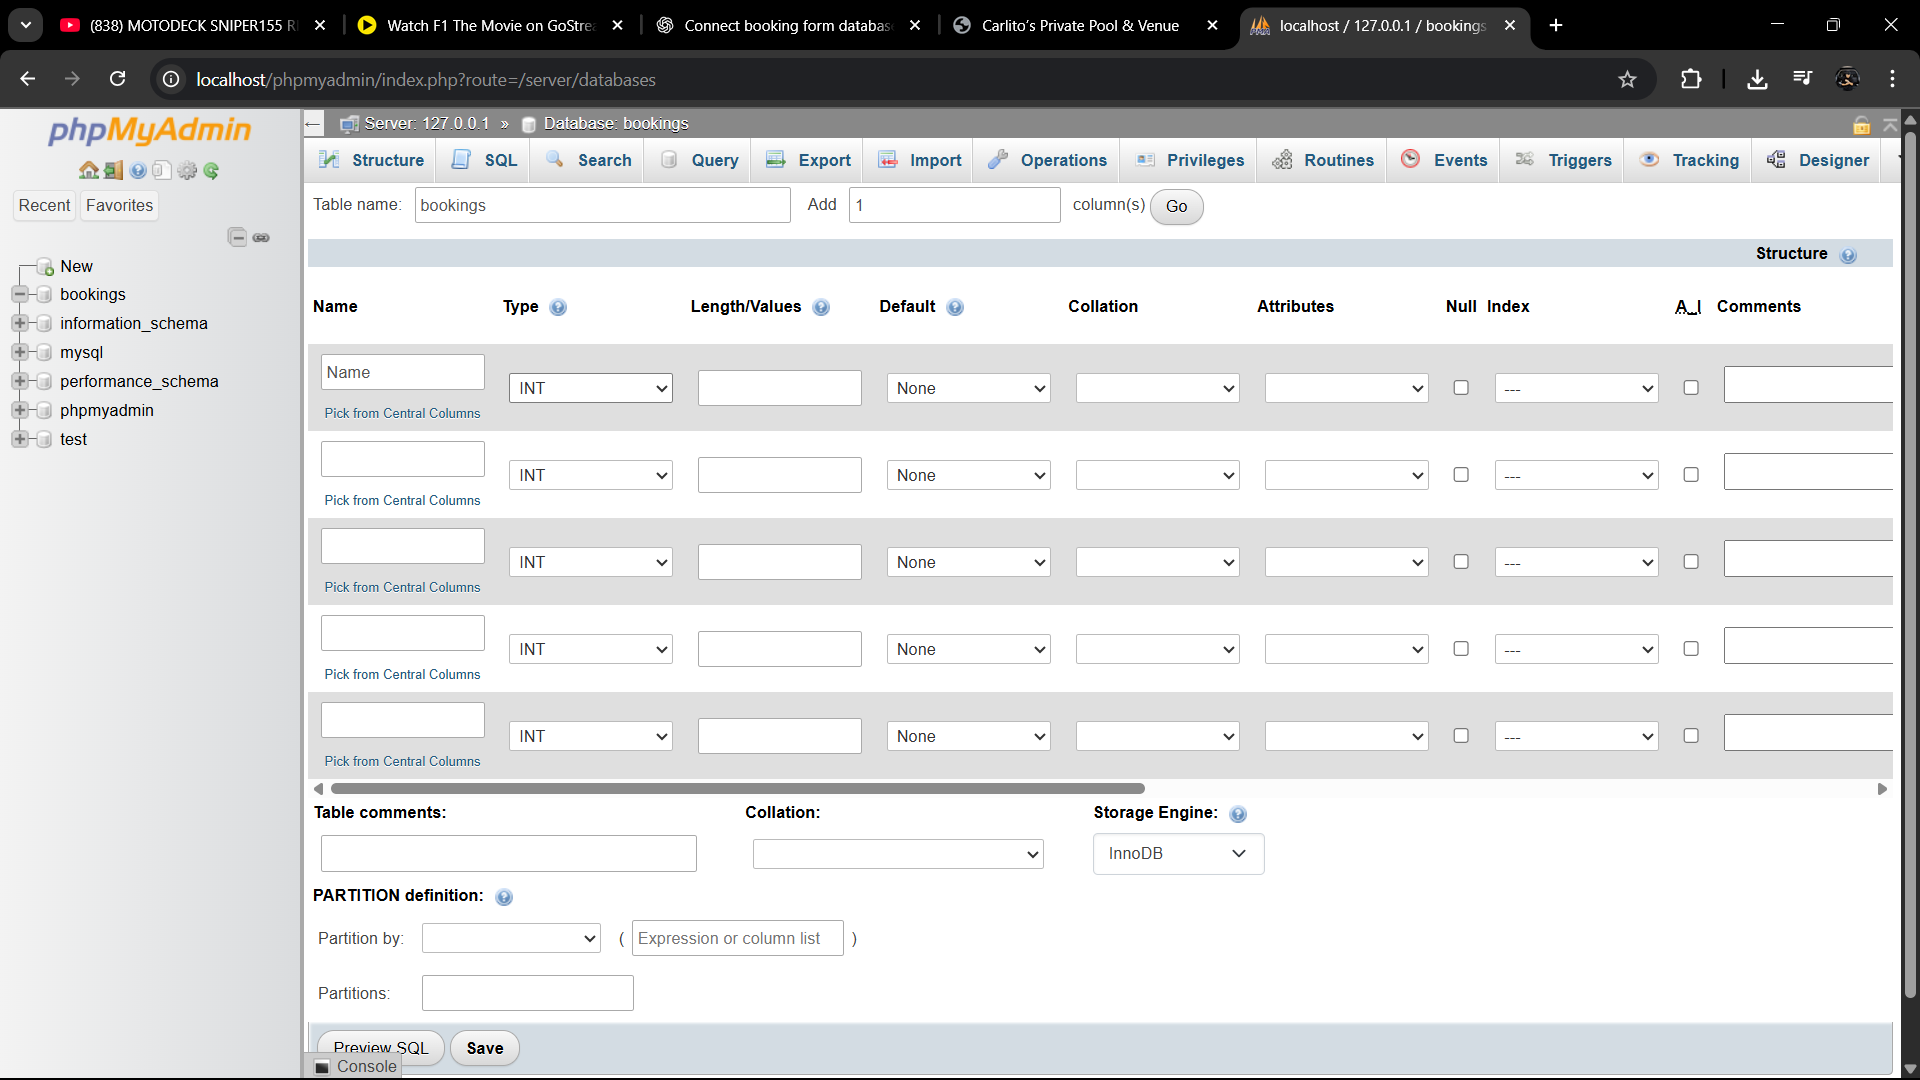 (838) MOTODECK SNIPER155 R
Watch F1 The Movie on GoStre
Connect booking form databas
Carlito's Private Pool & Venue
localhost / 127.0.0.1 / bookings
localhost/phpmyadmin/index.php?route=/server/databases
phpMyAdmin
Recent
Favorites
New
bookings
information_schema
mysql
performance_schema
phpmyadmin
test
Server: 127.0.0.1 » Database: bookings
Structure SQL Search Query Export Import Operations Privileges Routines Events Triggers Tracking Designer
Table name: bookings Add 1 column(s) Go
Structure
Name Type Length/Values Default Collation Attributes Null Index A_I Comments
Name INT None ---
Pick from Central Columns
INT None ---
Pick from Central Columns
INT None ---
Pick from Central Columns
INT None ---
Pick from Central Columns
INT None ---
Pick from Central Columns
Table comments: Collation: Storage Engine:
InnoDB
PARTITION definition:
Partition by: ( Expression or column list )
Partitions:
Preview SQL Save
Console